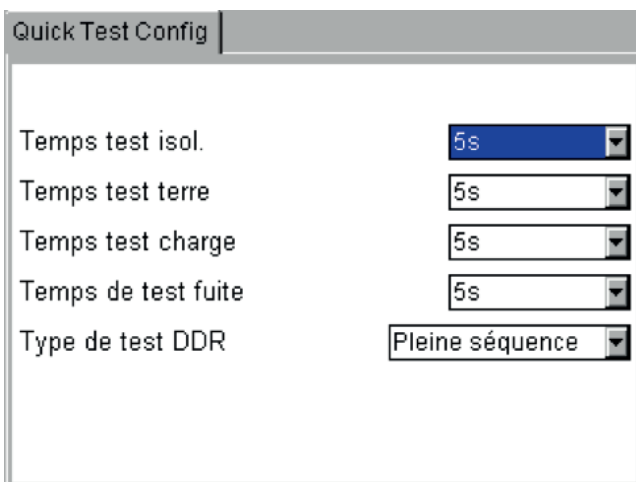 Quick Test Config
Temps test isol. 5s
Temps test terre 5s
Temps test charge 5s
Temps de test fuite 5s
Type de test DDR Pleine séquence